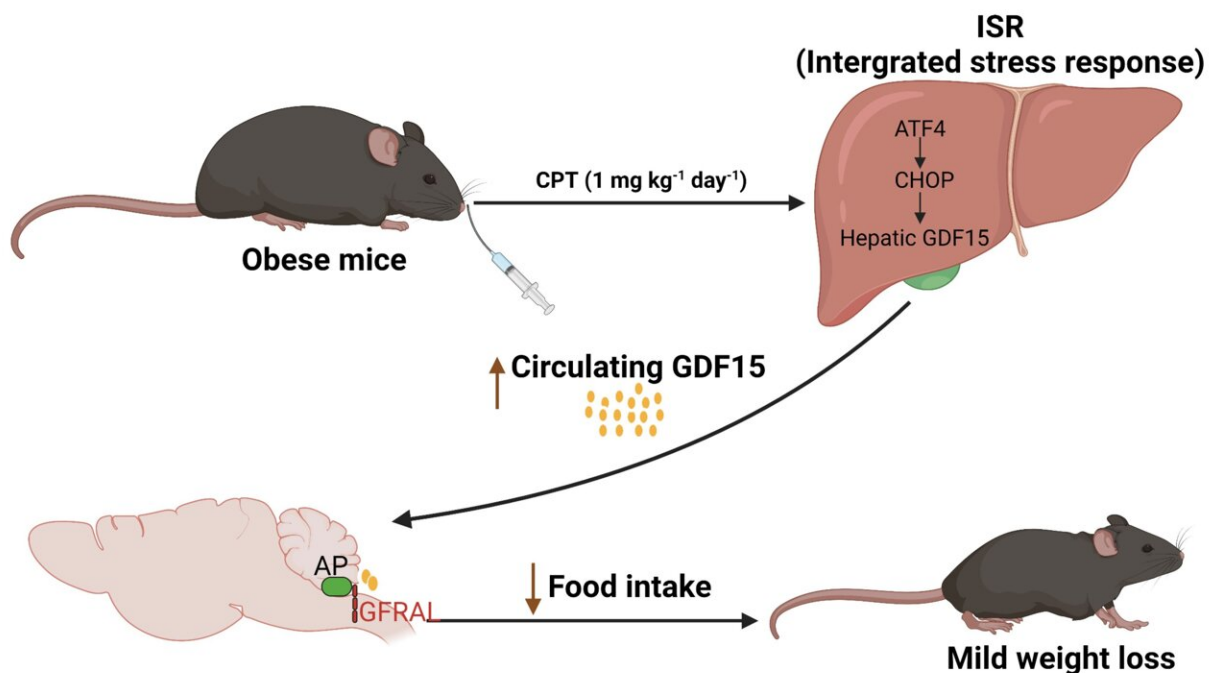 ISR
(Intergrated stress response)
ATF4
CHOP
Hepatic GDF15
CPT (1 mg kg⁻¹ day⁻¹)
Obese mice
Circulating GDF15
AP
GFRAL
Food intake
Mild weight loss